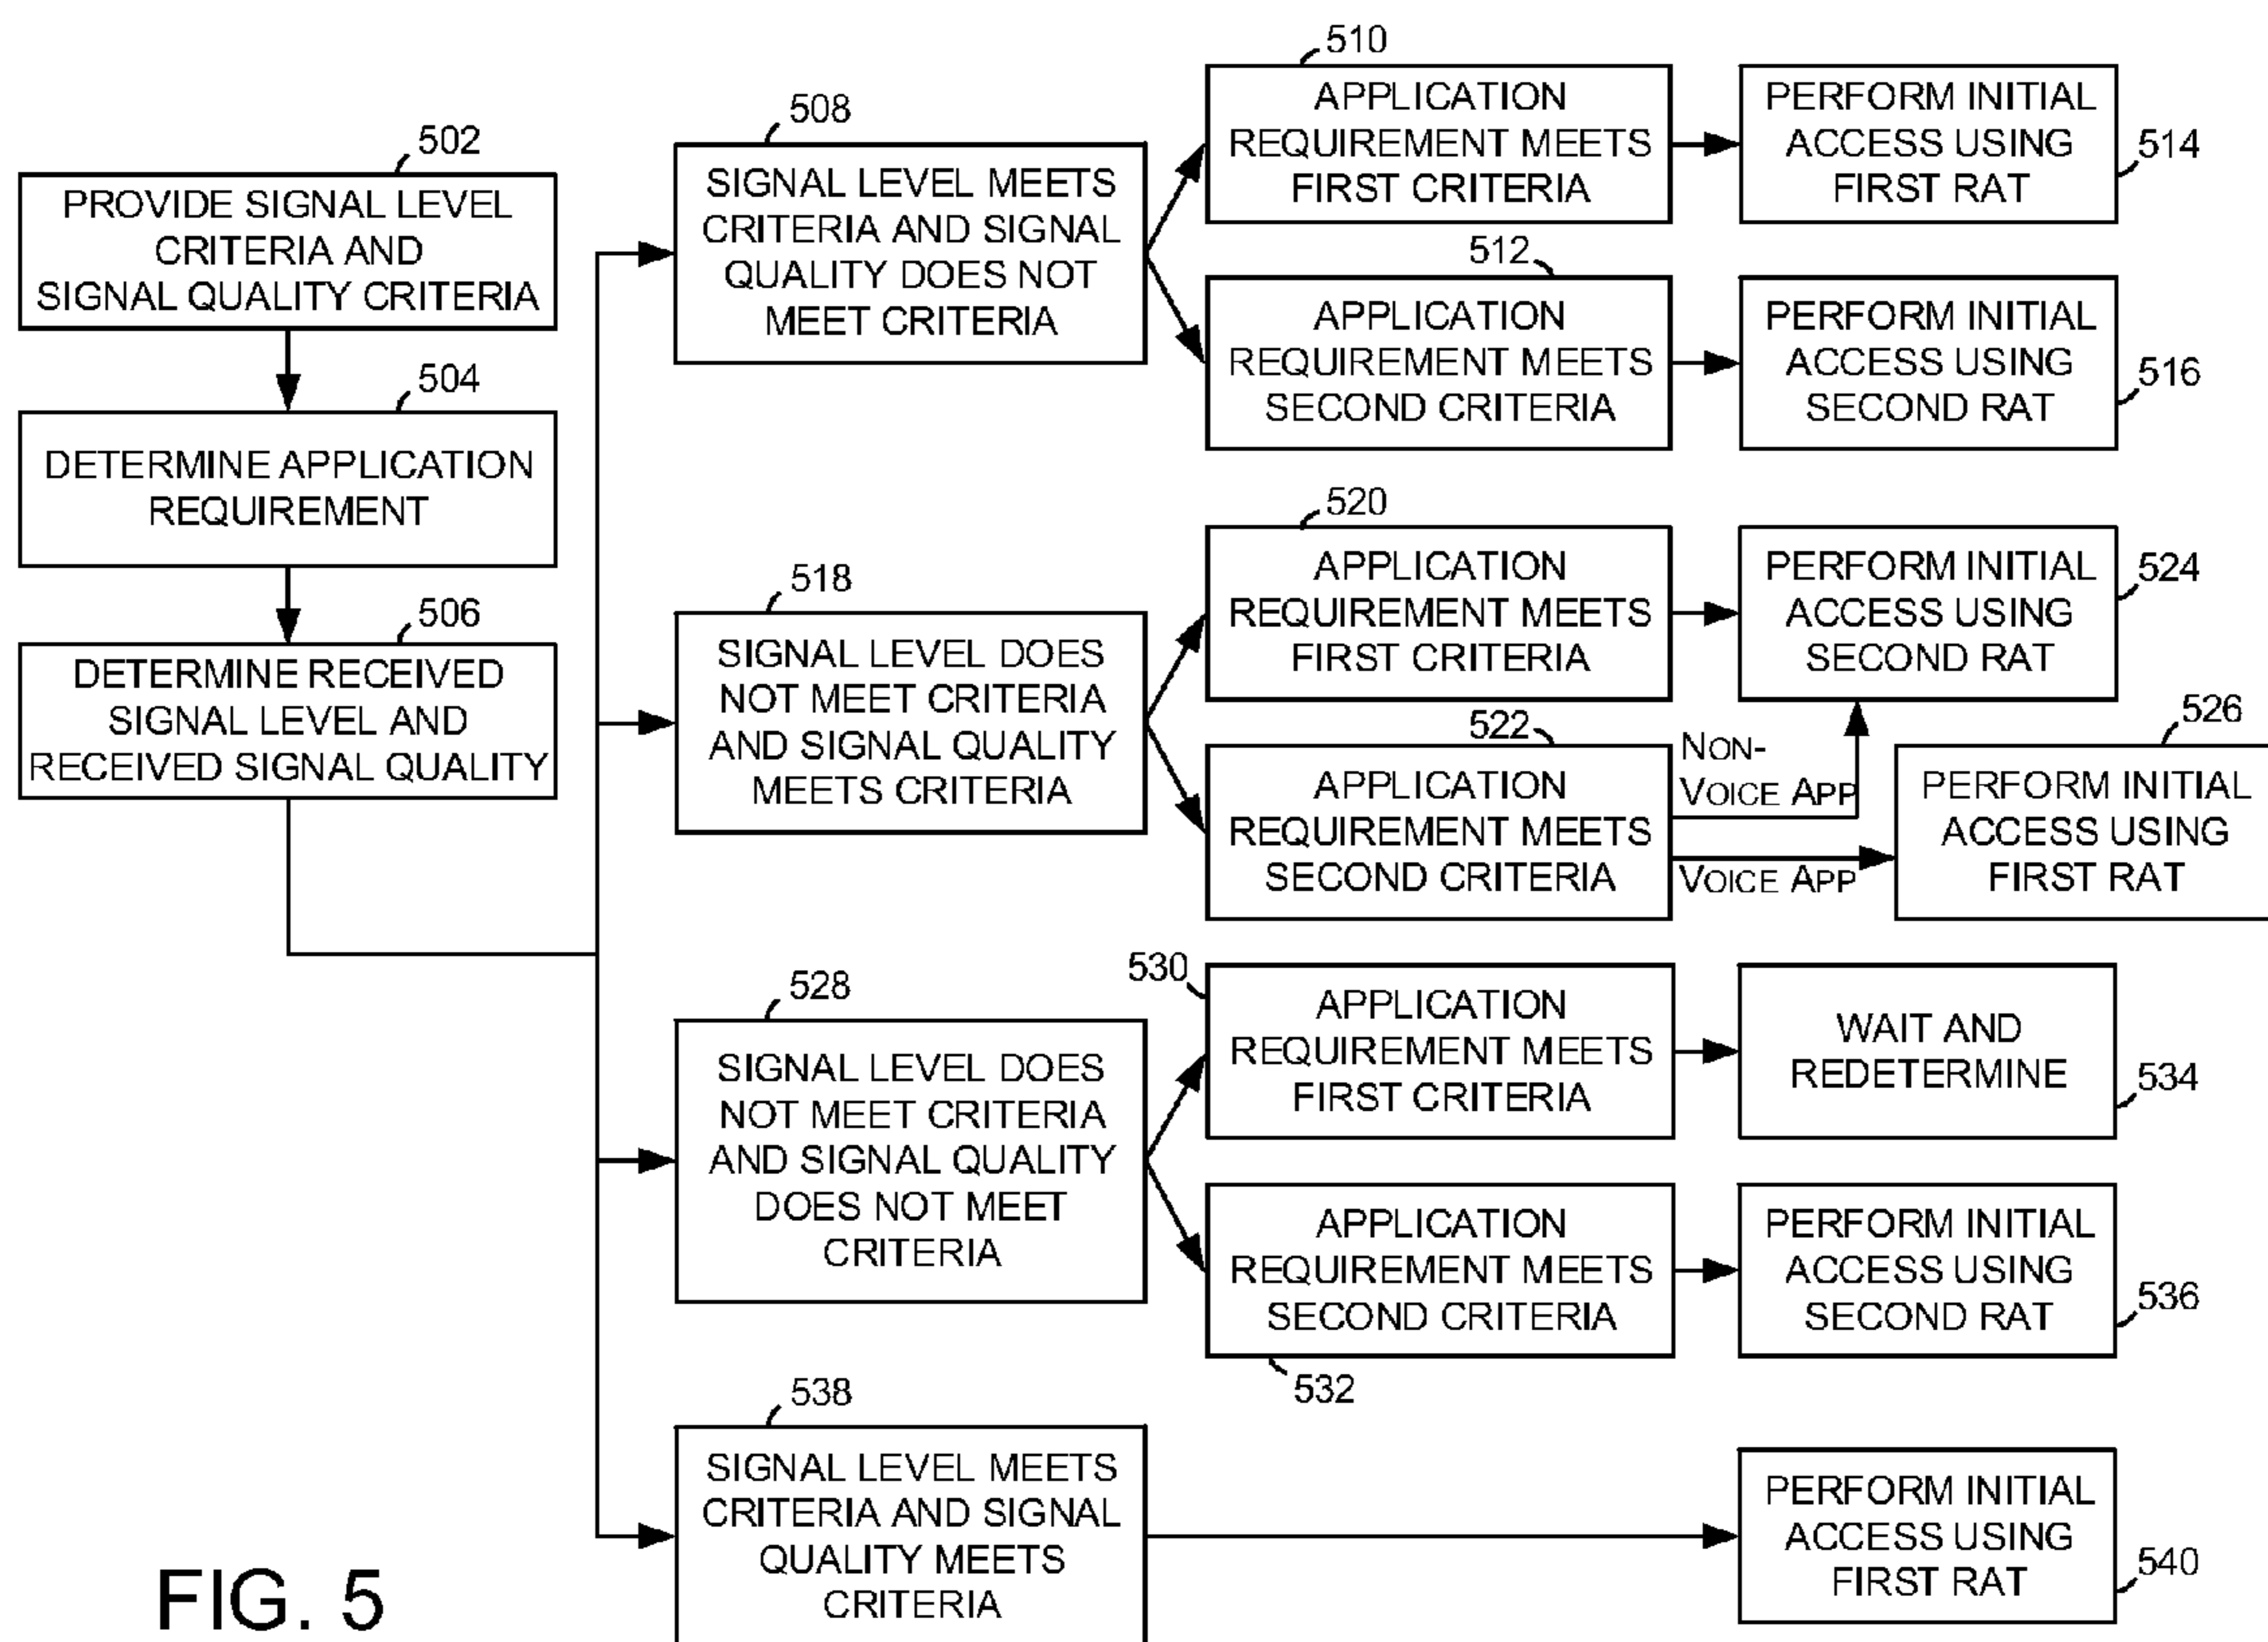 502
PROVIDE SIGNAL LEVEL
CRITERIA AND
SIGNAL QUALITY CRITERIA
504
DETERMINE APPLICATION
REQUIREMENT
506
DETERMINE RECEIVED
SIGNAL LEVEL AND
RECEIVED SIGNAL QUALITY
508
SIGNAL LEVEL MEETS
CRITERIA AND SIGNAL
QUALITY DOES NOT
MEET CRITERIA
510
APPLICATION
REQUIREMENT MEETS
FIRST CRITERIA
PERFORM INITIAL
ACCESS USING
FIRST RAT
514
512
APPLICATION
REQUIREMENT MEETS
SECOND CRITERIA
PERFORM INITIAL
ACCESS USING
SECOND RAT
516
518
SIGNAL LEVEL DOES
NOT MEET CRITERIA
AND SIGNAL QUALITY
MEETS CRITERIA
520
APPLICATION
REQUIREMENT MEETS
FIRST CRITERIA
PERFORM INITIAL
ACCESS USING
SECOND RAT
524
522
APPLICATION
REQUIREMENT MEETS
SECOND CRITERIA
NON-
VOICE APP
VOICE APP
526
PERFORM INITIAL
ACCESS USING
FIRST RAT
528
SIGNAL LEVEL DOES
NOT MEET CRITERIA
AND SIGNAL QUALITY
DOES NOT MEET
CRITERIA
530
APPLICATION
REQUIREMENT MEETS
FIRST CRITERIA
WAIT AND
REDETERMINE
534
APPLICATION
REQUIREMENT MEETS
SECOND CRITERIA
532
PERFORM INITIAL
ACCESS USING
SECOND RAT
536
538
SIGNAL LEVEL MEETS
CRITERIA AND SIGNAL
QUALITY MEETS
CRITERIA
PERFORM INITIAL
ACCESS USING
FIRST RAT
540
FIG. 5